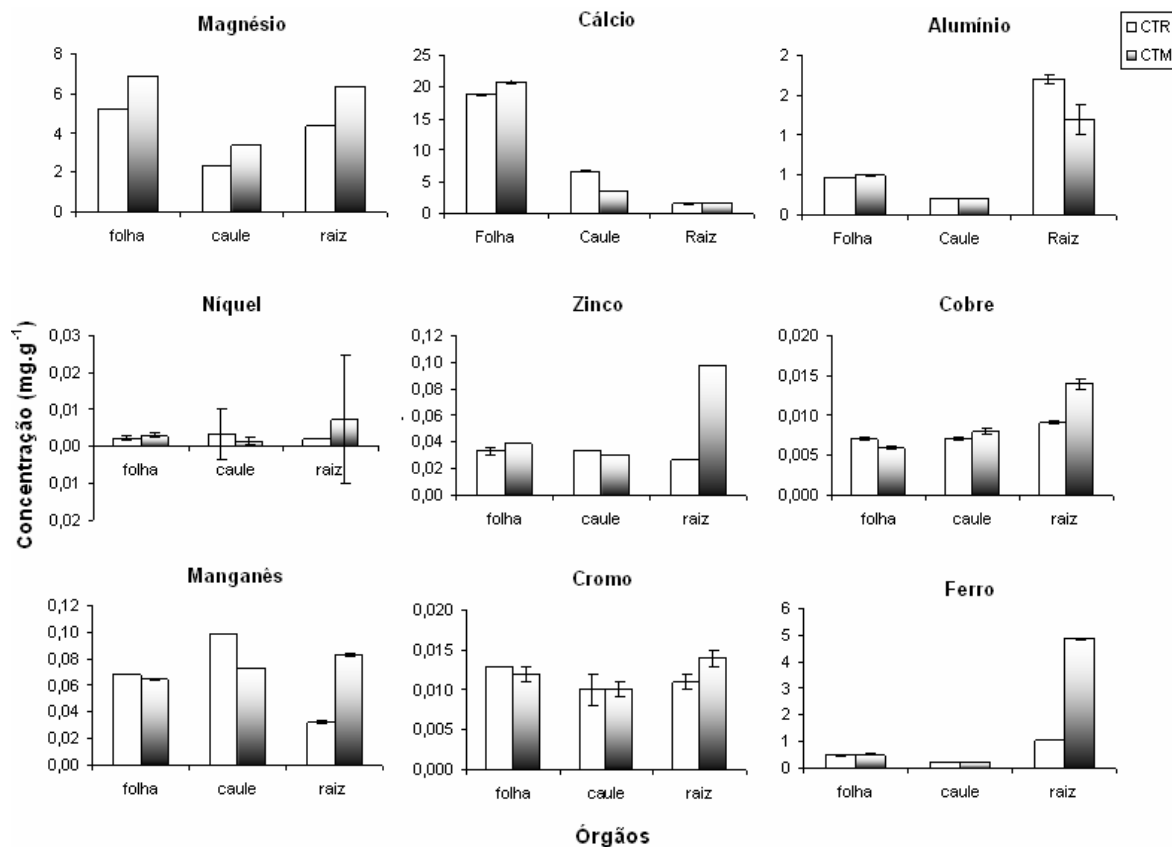 Magnésio
8
6
4
2
0
folha caule raiz
Cálcio
25
20
15
10
5
0
Folha Caule Raiz
Alumínio
2
2
1
1
0
Folha Caule Raiz
CTR
CTM
Concentração (mg.g⁻¹)
Níquel
0,03
0,02
0,01
0,00
0,01
0,02
folha caule raiz
Zinco
0,12
0,10
0,08
0,06
0,04
0,02
0,00
folha caule raiz
Cobre
0,020
0,015
0,010
0,005
0,000
folha caule raiz
Manganês
0,12
0,10
0,08
0,06
0,04
0,02
0,00
folha caule raiz
Cromo
0,020
0,015
0,010
0,005
0,000
folha caule raiz
Ferro
6
5
4
3
2
1
0
folha caule raiz
Órgãos